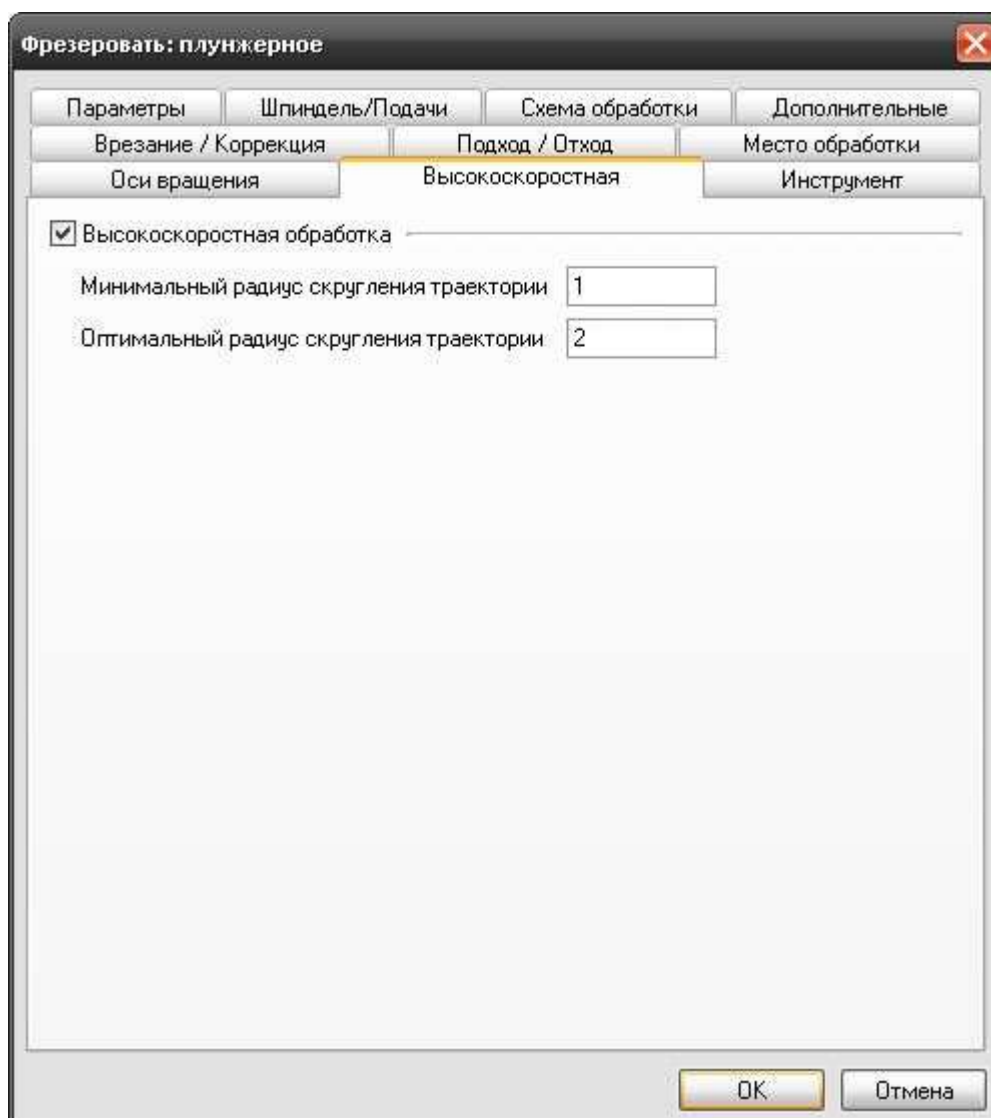 Фрезеровать: плунжерное
Параметры Шпиндель/Подачи Схема обработки Дополнительные
Врезание / Коррекция Подход / Отход Место обработки
Оси вращения Высокоскоростная Инструмент
Высокоскоростная обработка
Минимальный радиус скругления траектории 1
Оптимальный радиус скругления траектории 2
OK Отмена